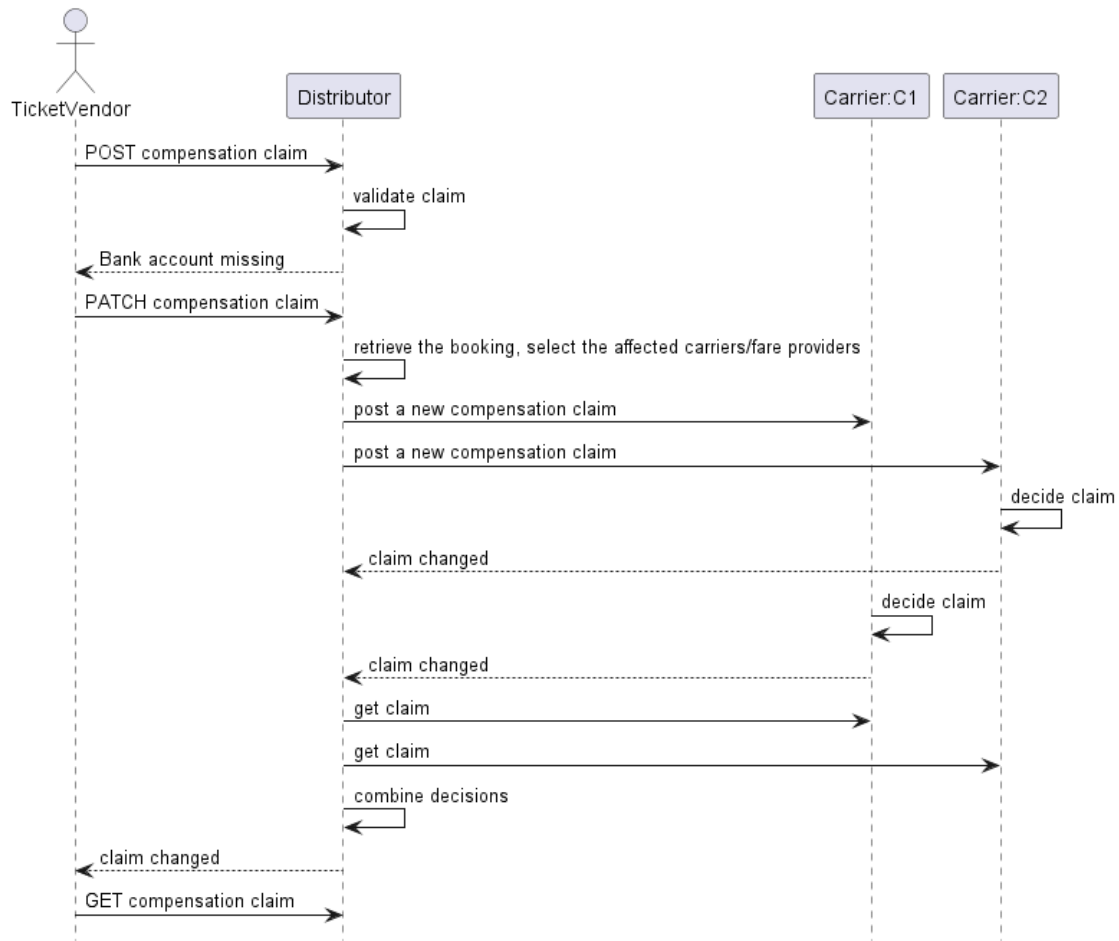 TicketVendor
Distributor
Carrier:C1
Carrier:C2
POST compensation claim
validate claim
Bank account missing
PATCH compensation claim
retrieve the booking, select the affected carriers/fare providers
post a new compensation claim
post a new compensation claim
decide claim
claim changed
decide claim
claim changed
get claim
get claim
combine decisions
claim changed
GET compensation claim